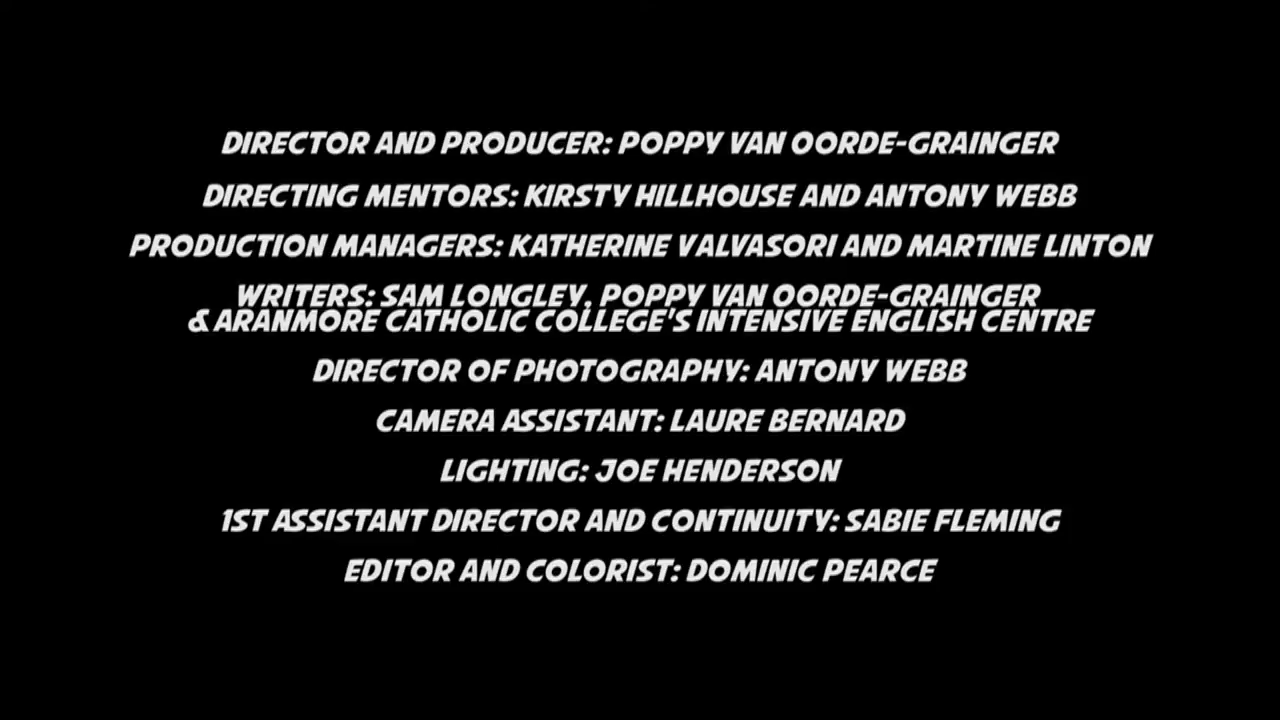 DIRECTOR AND PRODUCER: POPPY VAN OORDE-GRAINGER
DIRECTING MENTORS: KIRSTY HILLHOUSE AND ANTONY WEBB
PRODUCTION MANAGERS: KATHERINE VALVASORI AND MARTINE LINTON
WRITERS: SAM LONGLEY, POPPY VAN OORDE-GRAINGER
& ARANMORE CATHOLIC COLLEGE'S INTENSIVE ENGLISH CENTRE
DIRECTOR OF PHOTOGRAPHY: ANTONY WEBB
CAMERA ASSISTANT: LAURE BERNARD
LIGHTING: JOE HENDERSON
1ST ASSISTANT DIRECTOR AND CONTINUITY: SABIE FLEMING
EDITOR AND COLORIST: DOMINIC PEARCE